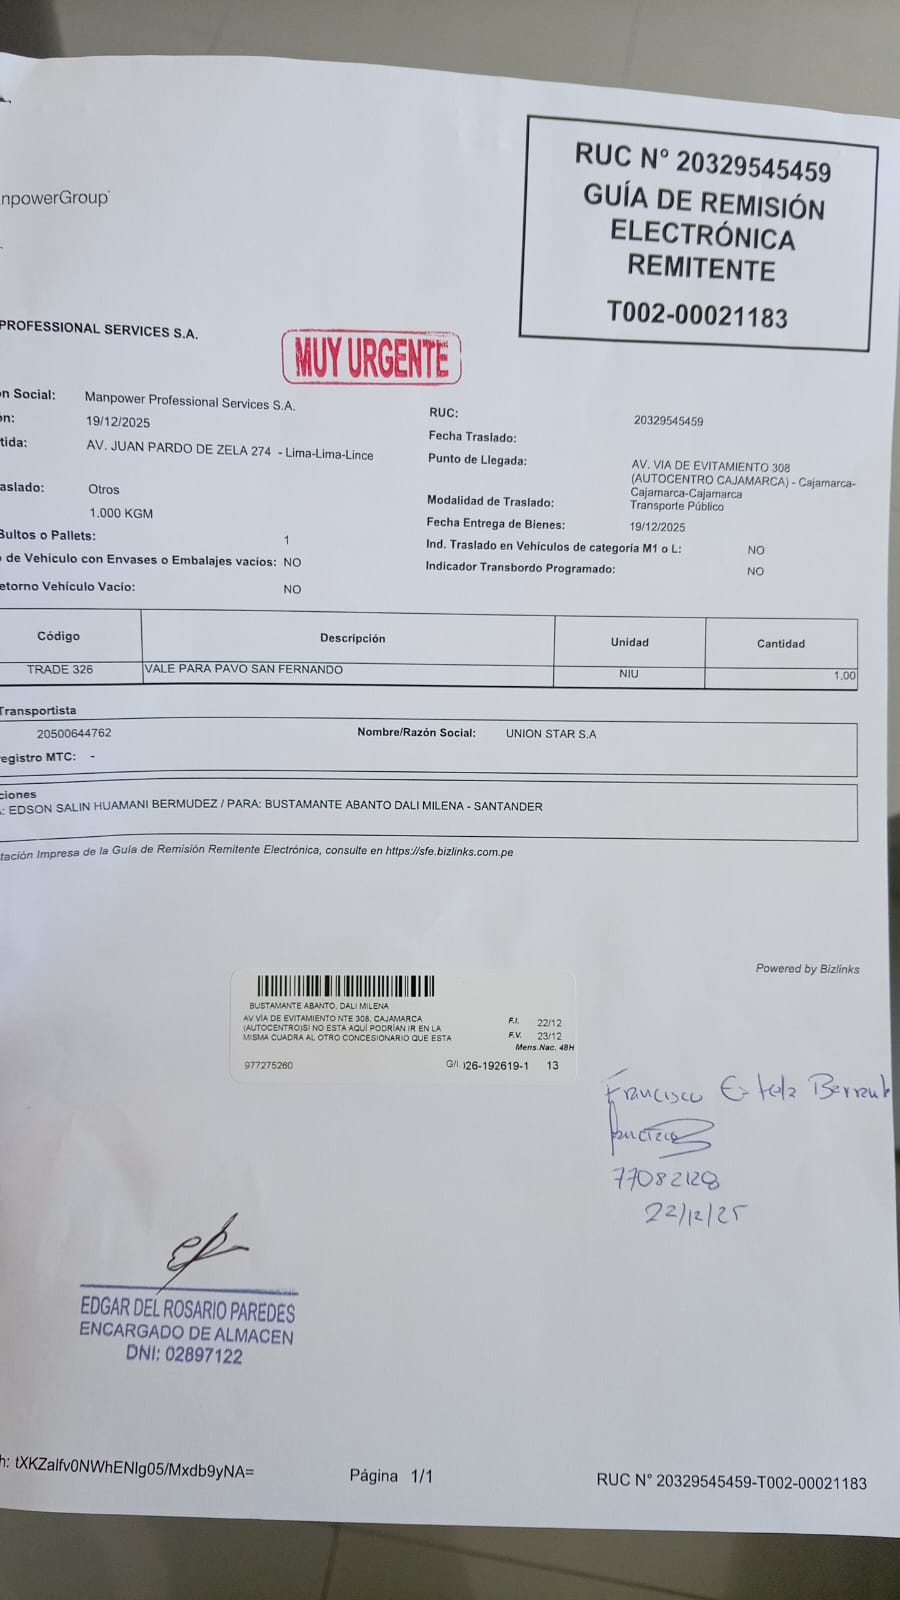 npowerGroup
RUC N° 20329545459
GUÍA DE REMISIÓN
ELECTRÓNICA
REMITENTE
T002-00021183
PROFESSIONAL SERVICES S.A.
MUY URGENTE
n Social: Manpower Professional Services S.A.
RUC: 20329545459
ón: 19/12/2025
Fecha Traslado:
tida: AV. JUAN PARDO DE ZELA 274 - Lima-Lima-Lince
Punto de Llegada: AV. VIA DE EVITAMIENTO 308
(AUTOCENTRO CAJAMARCA) - Cajamarca-
Cajamarca-Cajamarca
aslado: Otros
Modalidad de Traslado: Transporte Público
1.000 KGM
Fecha Entrega de Bienes: 19/12/2025
Bultos o Pallets: 1
Ind. Traslado en Vehículos de categoría M1 o L: NO
de Vehículo con Envases o Embalajes vacíos: NO
Indicador Transbordo Programado: NO
etorno Vehículo Vacío: NO
Código Descripción Unidad Cantidad
TRADE 326 VALE PARA PAVO SAN FERNANDO NIU 1.00
Transportista
20500644762 Nombre/Razón Social: UNION STAR S.A
egistro MTC: -
ciones
: EDSON SALIN HUAMANI BERMUDEZ / PARA: BUSTAMANTE ABANTO DALI MILENA - SANTANDER
tación Impresa de la Guía de Remisión Remitente Electrónica, consulte en https://sfe.bizlinks.com.pe
Powered by Bizlinks
BUSTAMANTE ABANTO, DALI MILENA
AV VÍA DE EVITAMIENTO NTE 308, CAJAMARCA
(AUTOCENTRO)SI NO ESTA AQUÍ PODRÍAN IR EN LA
MISMA CUADRA AL OTRO CONCESIONARIO QUE ESTA
F.I. 22/12
F.V. 23/12
Mens.Nac. 48H
977275260 G/I. 026-192619-1 13
Francisco
77082128
22/12/25
EDGAR DEL ROSARIO PAREDES
ENCARGADO DE ALMACEN
DNI: 02897122
h: tXKZalfv0NWhENlg05/Mxdb9yNA=
Página 1/1
RUC N° 20329545459-T002-00021183